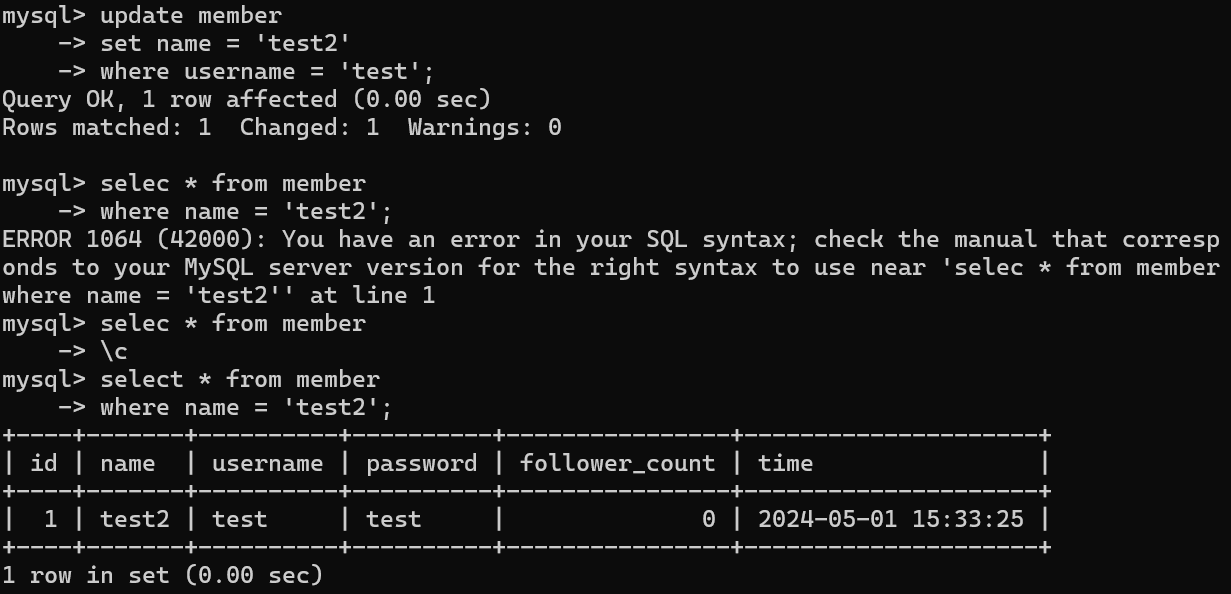 mysql> update member
    -> set name = 'test2'
    -> where username = 'test';
Query OK, 1 row affected (0.00 sec)
Rows matched: 1  Changed: 1  Warnings: 0

mysql> selec * from member
    -> where name = 'test2';
ERROR 1064 (42000): You have an error in your SQL syntax; check the manual that corresp
onds to your MySQL server version for the right syntax to use near 'selec * from member
where name = 'test2'' at line 1
mysql> selec * from member
    -> \c
mysql> select * from member
    -> where name = 'test2';
+----+-------+----------+----------+----------------+---------------------+
| id | name  | username | password | follower_count | time                |
+----+-------+----------+----------+----------------+---------------------+
|  1 | test2 | test     | test     |              0 | 2024-05-01 15:33:25 |
+----+-------+----------+----------+----------------+---------------------+
1 row in set (0.00 sec)